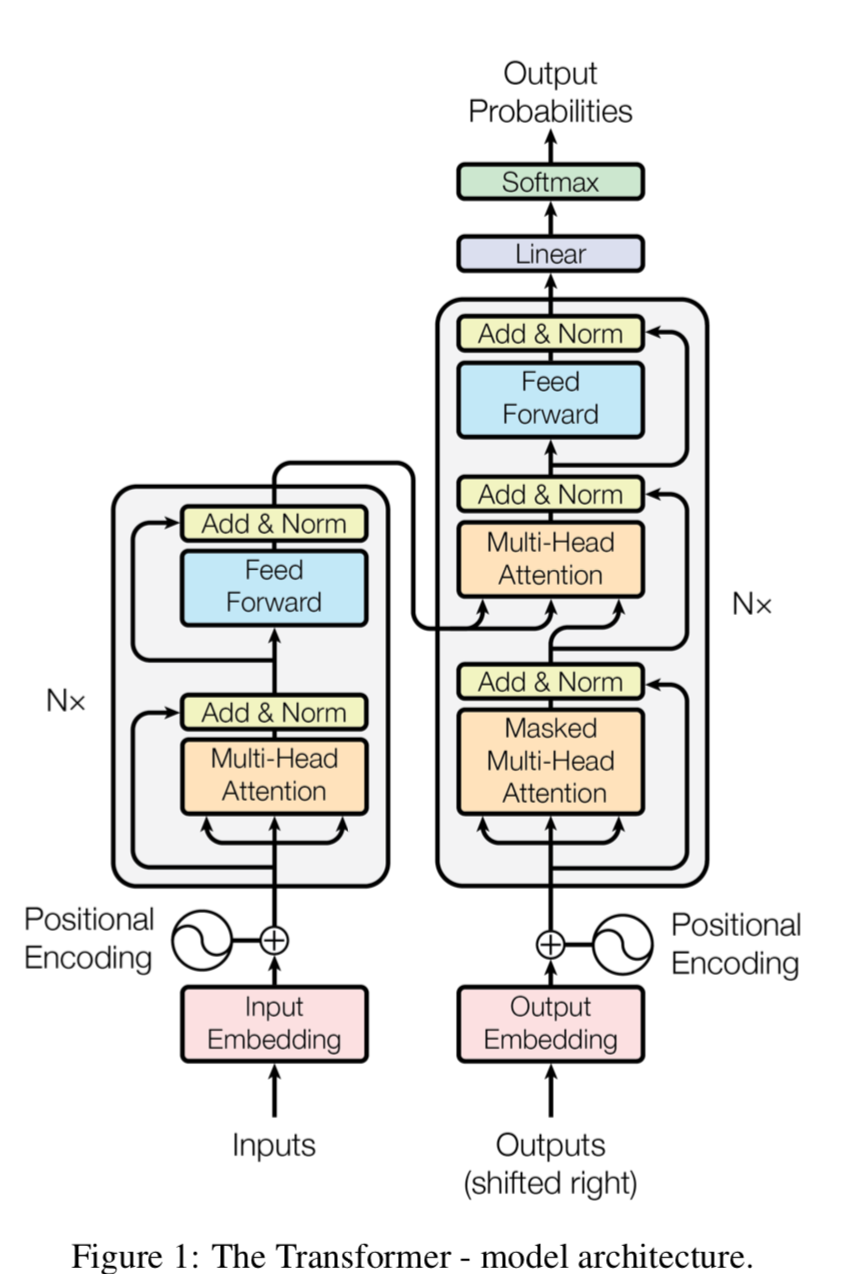 Output
Probabilities
Softmax
Linear
Add & Norm
Feed
Forward
Add & Norm
Multi-Head
Attention
Nx
Add & Norm
Masked
Multi-Head
Attention
Add & Norm
Feed
Forward
Nx
Add & Norm
Multi-Head
Attention
Positional
Encoding
Positional
Encoding
Input
Embedding
Output
Embedding
Inputs
Outputs
(shifted right)
Figure 1: The Transformer - model architecture.